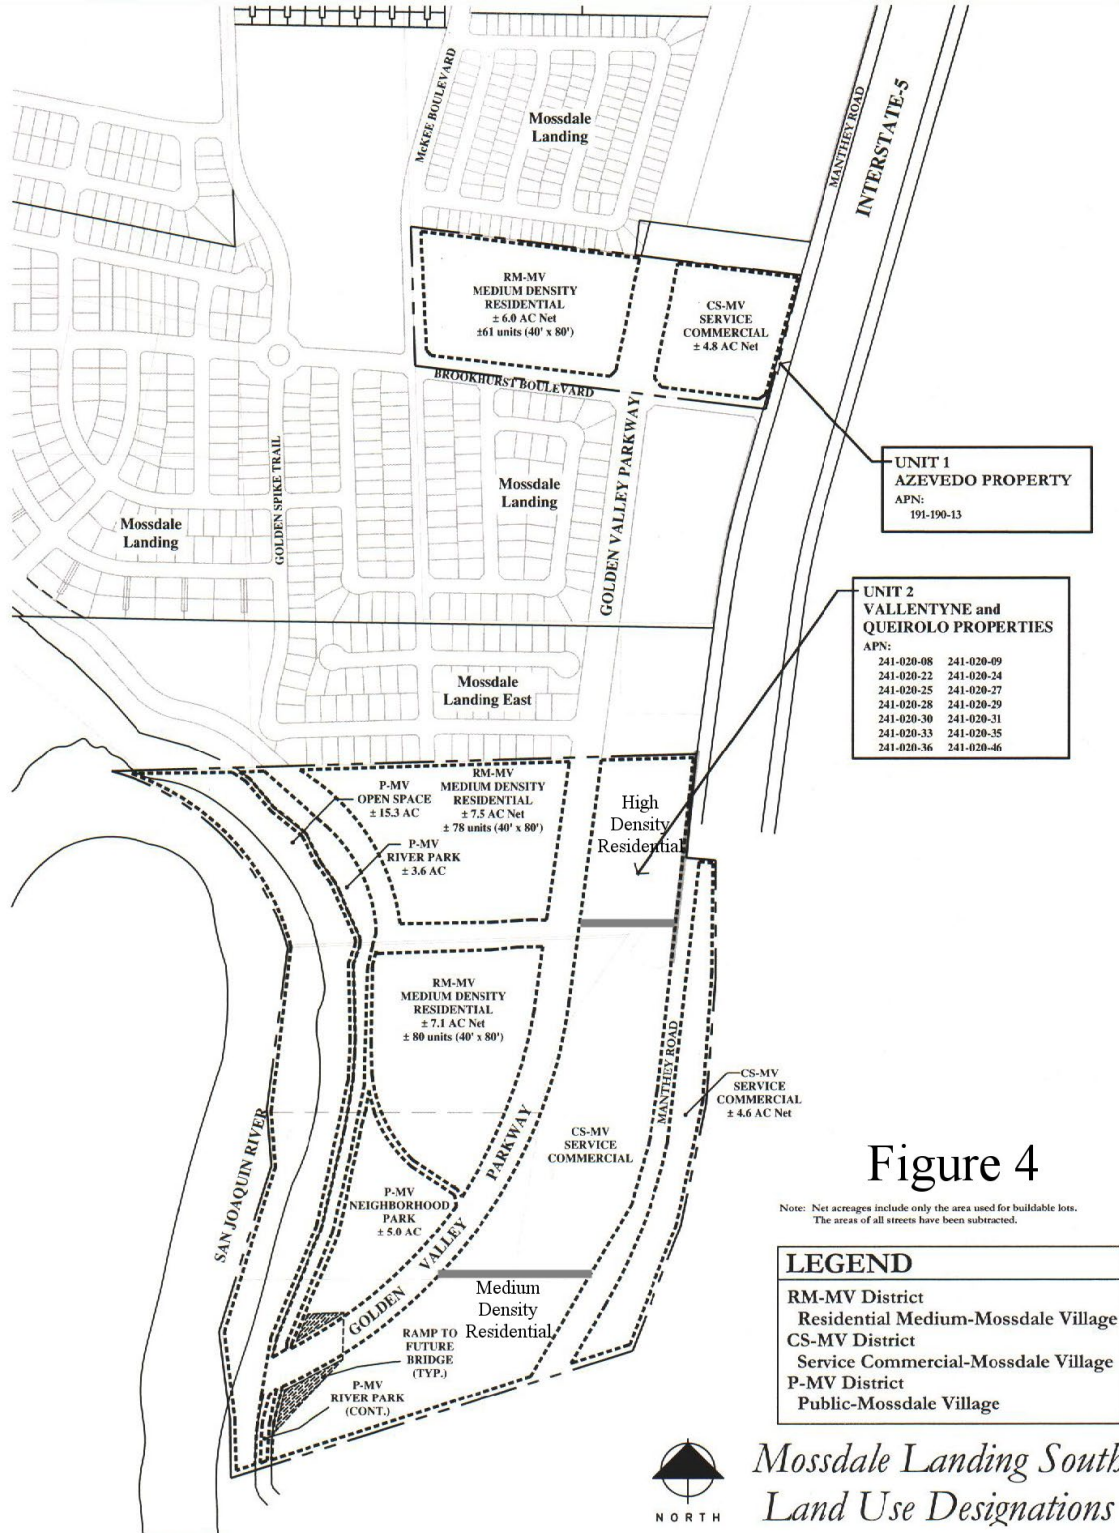 McKEE BOULEVARD
Mossdale
Landing
MANTHEY ROAD
INTERSTATE-5
RM-MV
MEDIUM DENSITY
RESIDENTIAL
± 6.0 AC Net
±61 units (40' x 80')
CS-MV
SERVICE
COMMERCIAL
± 4.8 AC Net
BROOKHURST BOULEVARD
GOLDEN VALLEY PARKWAY
GOLDEN SPIKE TRAIL
Mossdale
Landing
Mossdale
Landing
UNIT 1
AZEVEDO PROPERTY
APN:
191-190-13
UNIT 2
VALLENTYNE and
QUEIROLO PROPERTIES
APN:
241-020-08 241-020-09
241-020-22 241-020-24
241-020-25 241-020-27
241-020-28 241-020-29
241-020-30 241-020-31
241-020-33 241-020-35
241-020-36 241-020-46
Mossdale
Landing East
P-MV
OPEN SPACE
± 15.3 AC
RM-MV
MEDIUM DENSITY
RESIDENTIAL
± 7.5 AC Net
± 78 units (40' x 80')
P-MV
RIVER PARK
± 3.6 AC
High
Density
Residential
RM-MV
MEDIUM DENSITY
RESIDENTIAL
± 7.1 AC Net
± 80 units (40' x 80')
MANTHEY ROAD
CS-MV
SERVICE
COMMERCIAL
± 4.6 AC Net
CS-MV
SERVICE
COMMERCIAL
SAN JOAQUIN RIVER
P-MV
NEIGHBORHOOD
PARK
± 5.0 AC
GOLDEN VALLEY PARKWAY
Medium
Density
Residential
RAMP TO
FUTURE
BRIDGE
(TYP.)
P-MV
RIVER PARK
(CONT.)
Figure 4
Note: Net acreages include only the area used for buildable lots.
The areas of all streets have been subtracted.
LEGEND
RM-MV District
Residential Medium-Mossdale Village
CS-MV District
Service Commercial-Mossdale Village
P-MV District
Public-Mossdale Village
NORTH
Mossdale Landing South
Land Use Designations